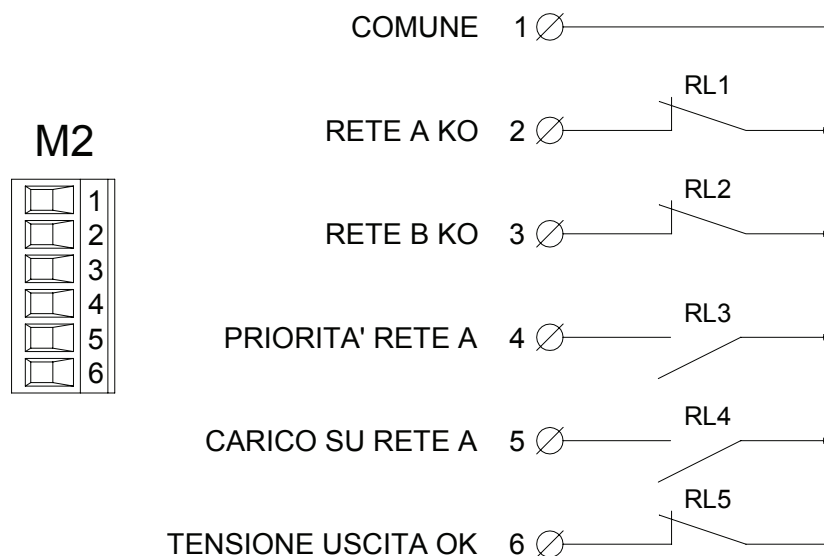 COMUNE 1
RL1
RETE A KO 2
M2
RL2
1
2
3
4
5
6
RETE B KO 3
RL3
PRIORITA' RETE A 4
RL4
CARICO SU RETE A 5
RL5
TENSIONE USCITA OK 6